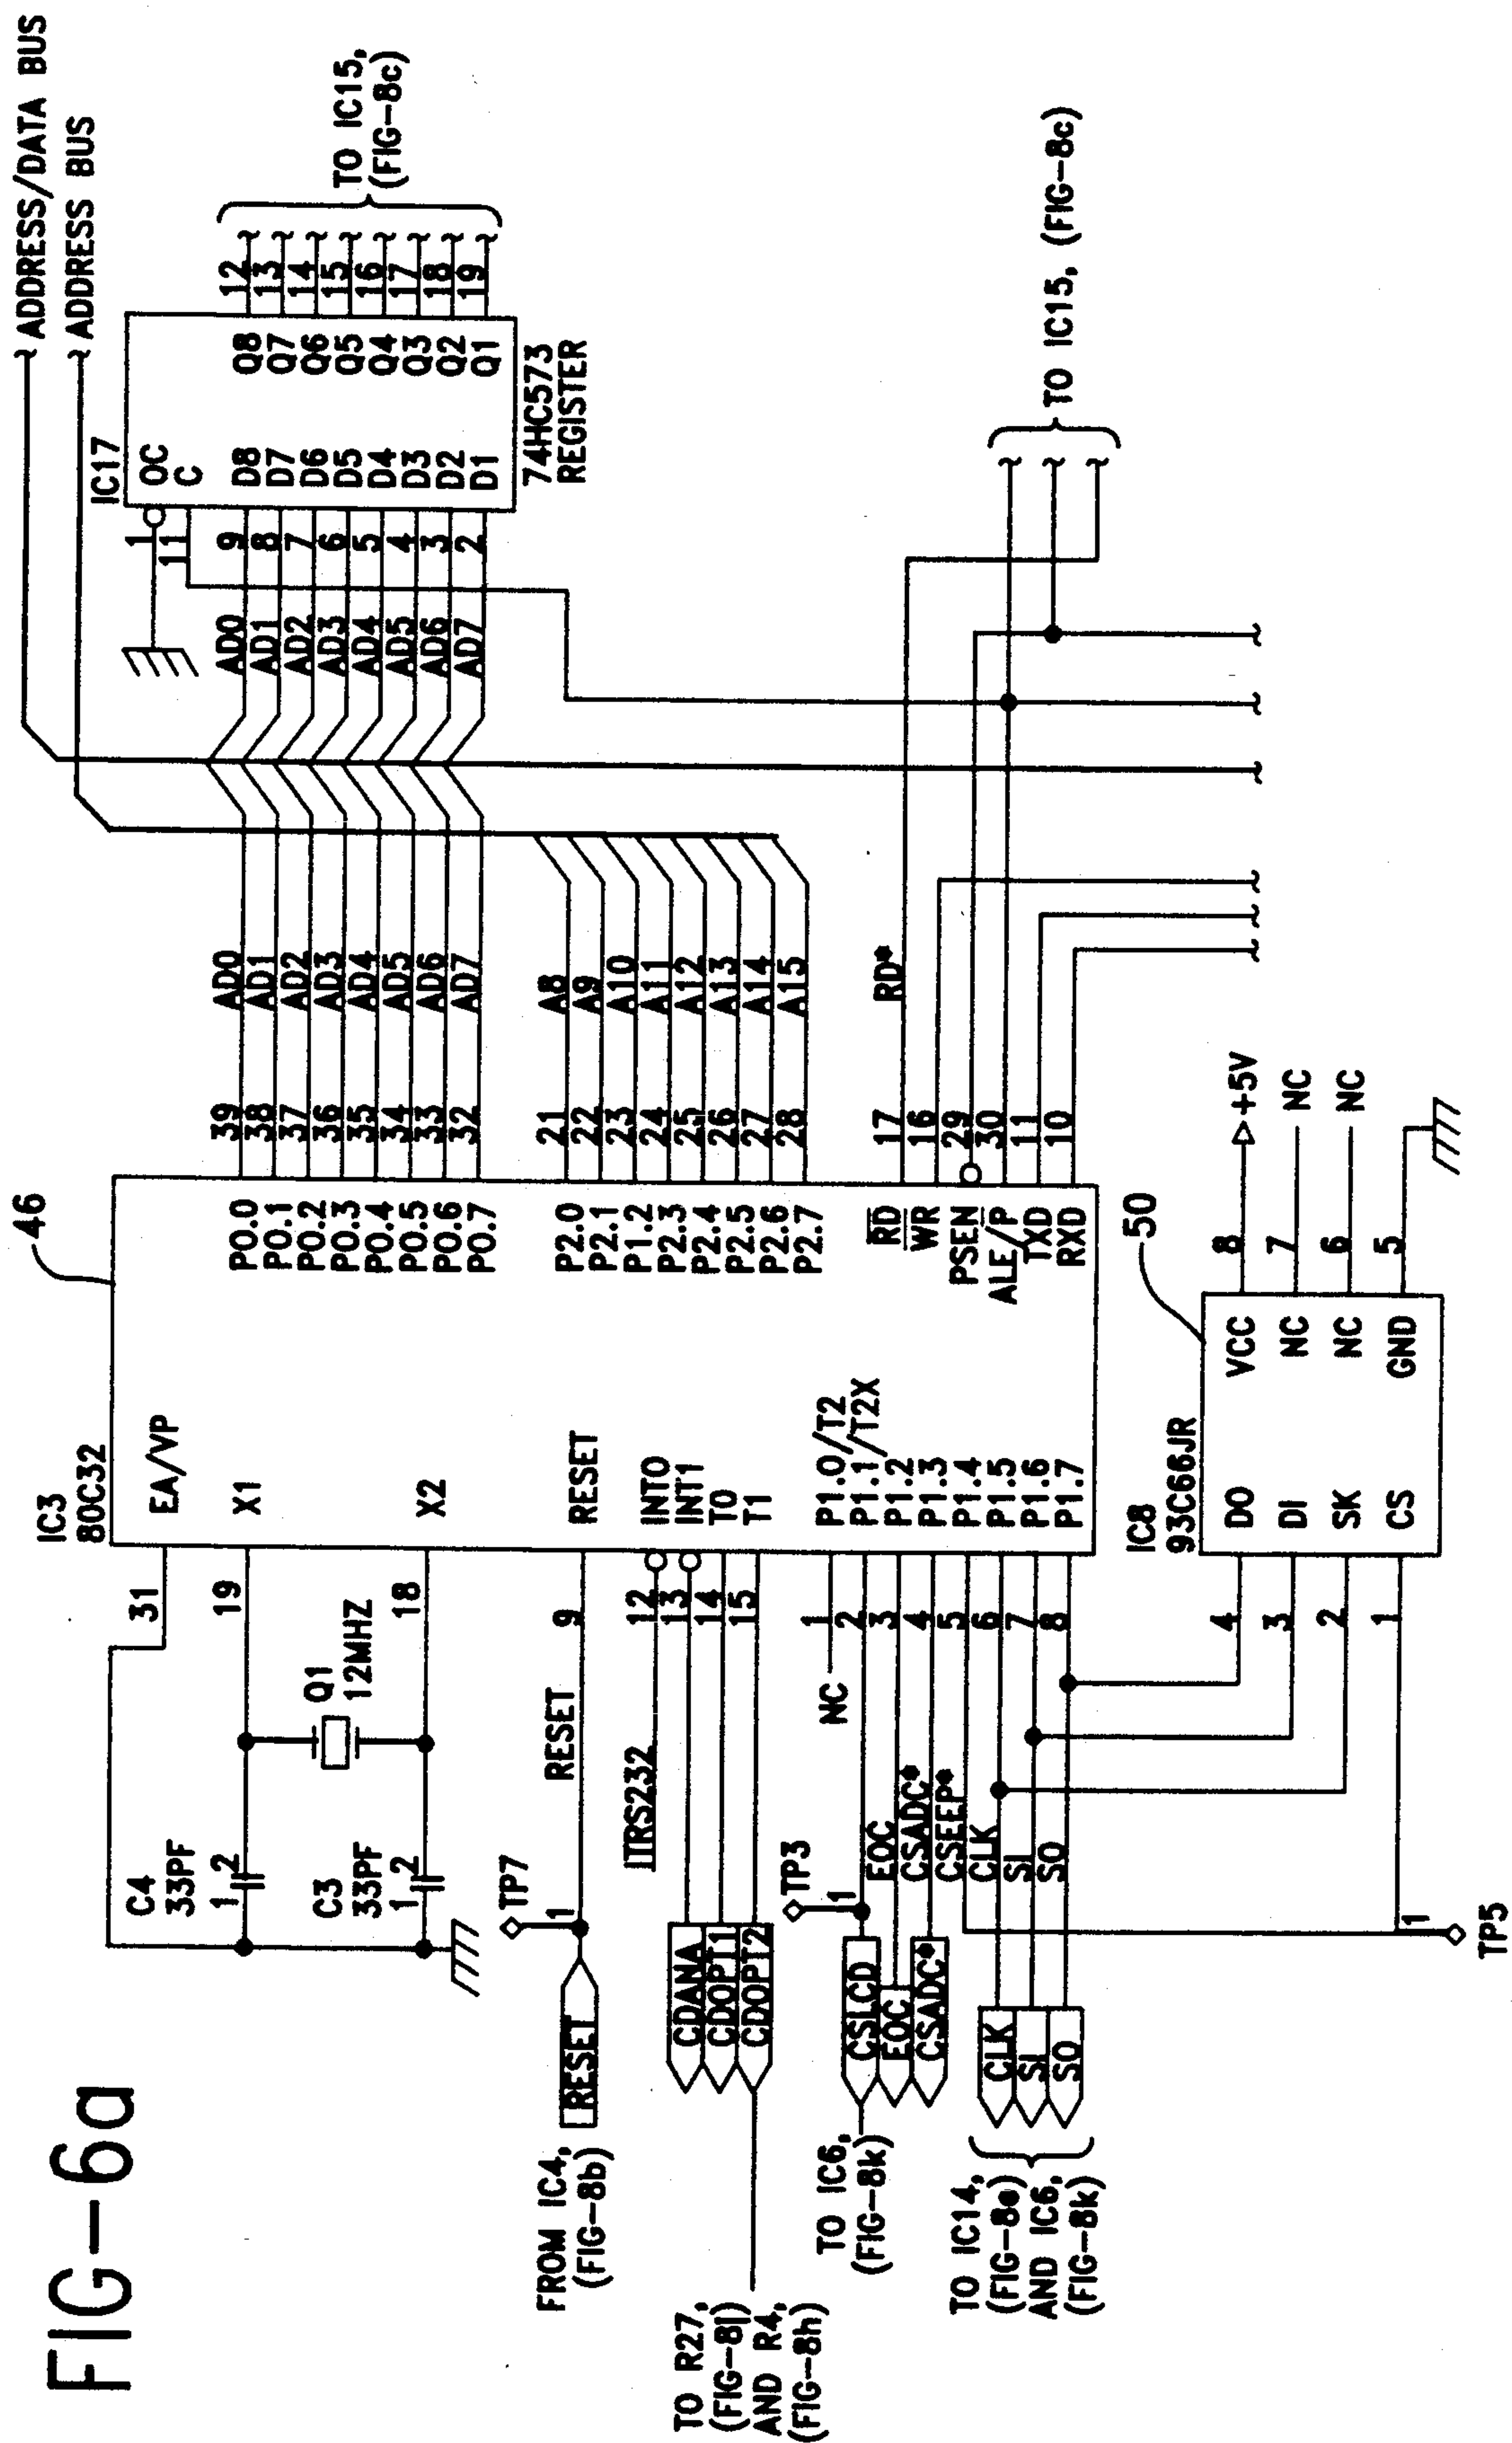 FIG-6a
ADDRESS/DATA BUS
ADDRESS BUS
IC3
80C32
46
EA/VP
31
X1
19
X2
18
Q1
12MHZ
C4
33PF
1 2
C3
33PF
1 2
RESET
9
RESET
TP7
1
RESET
FROM IC4,
(FIG-8b)
INT0
INT1
T0
T1
12
13
14
15
ITRS232
CDANA
CDOPT1
CDOPT2
TO R27,
(FIG-8j)
AND R4,
(FIG-8h)
P1.0/T2
P1.1/T2X
P1.2
P1.3
P1.4
P1.5
P1.6
P1.7
1
2
3
4
5
6
7
8
NC
TP3
1
EOC
CSADC*
CSEEP*
CLK
SI
SO
CSLCD
EOC
CSADC*
TO IC6,
(FIG-8k)
CLK
SI
SO
TO IC14,
(FIG-8e)
AND IC6,
(FIG-8k)
P0.0
P0.1
P0.2
P0.3
P0.4
P0.5
P0.6
P0.7
39
38
37
36
35
34
33
32
AD0
AD1
AD2
AD3
AD4
AD5
AD6
AD7
P2.0
P2.1
P1.2
P2.3
P2.4
P2.5
P2.6
P2.7
21
22
23
24
25
26
27
28
A8
A9
A10
A11
A12
A13
A14
A15
RD
WR
PSEN
ALE/P
TXD
RXD
17
16
29
30
11
10
RD*
AD0
AD1
AD2
AD3
AD4
AD5
AD6
AD7
IC17
1
11
9
8
7
6
5
4
3
2
OC
C
D8
D7
D6
D5
D4
D3
D2
D1
Q8
Q7
Q6
Q5
Q4
Q3
Q2
Q1
12
13
14
15
16
17
18
19
74HC573
REGISTER
TO IC15,
(FIG-8c)
TO IC15, (FIG-8c)
IC8
93C66JR
50
DO
DI
SK
CS
4
3
2
1
VCC
NC
NC
GND
8
7
6
5
+5V
NC
NC
1
TP5